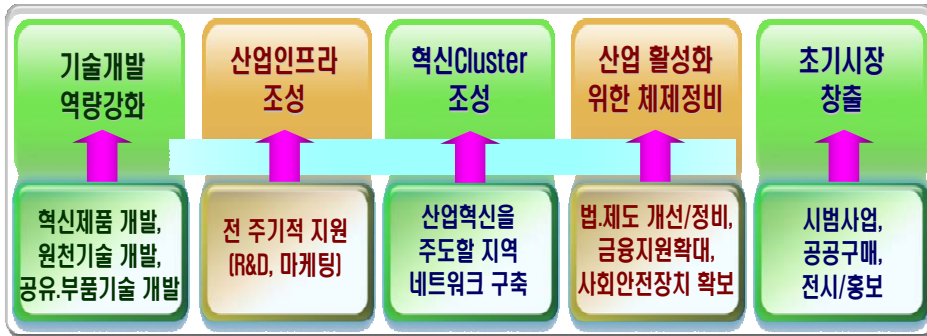 기술개발
역량강화
산업인프라
조성
혁신Cluster
조성
산업 활성화
위한 체제정비
초기시장
창출
혁신제품 개발,
원천기술 개발,
공유.부품기술 개발
전 주기적 지원
(R&D, 마케팅)
산업혁신을
주도할 지역
네트워크 구축
법.제도 개선/정비,
금융지원확대,
사회안전장치 확보
시범사업,
공공구매,
전시/홍보